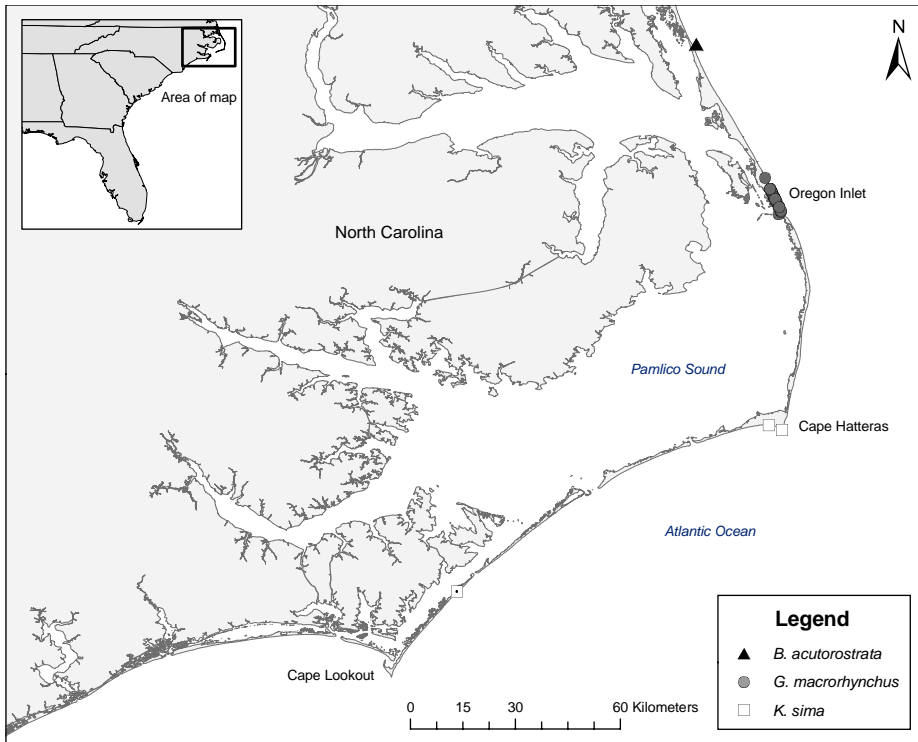 Area of map
N
Oregon Inlet
North Carolina
Pamlico Sound
Cape Hatteras
Atlantic Ocean
Cape Lookout
Legend
B. acutorostrata
G. macrorhynchus
K. sima
0 15 30 60 Kilometers